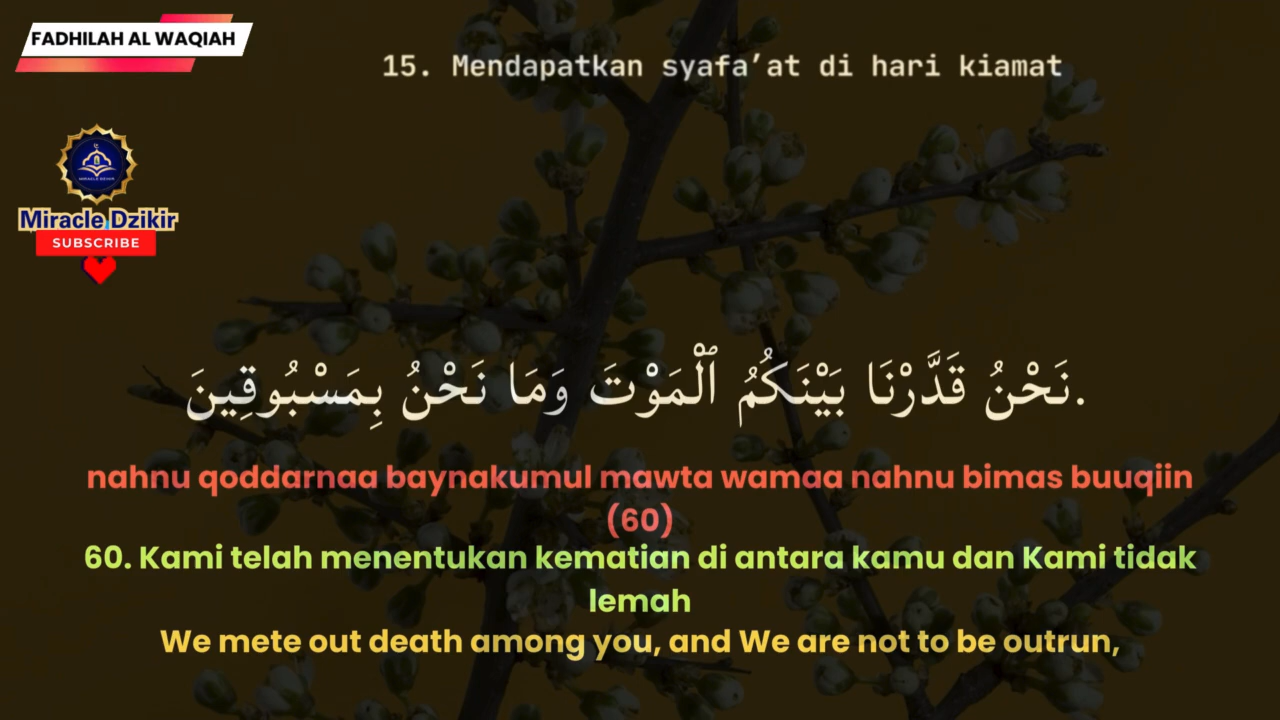 FADHILAH AL WAQIAH
15. Mendapatkan syafa’at di hari kiamat
Miracle Dzikir
SUBSCRIBE
نَحْنُ قَدَّرْنَا بَيْنَكُمُ ٱلْمَوْتَ وَمَا نَحْنُ بِمَسْبُوقِينَ.
nahnu qoddarnaa baynakumul mawta wamaa nahnu bimas buuqiin
(60)
60. Kami telah menentukan kematian di antara kamu dan Kami tidak
lemah
We mete out death among you, and We are not to be outrun,